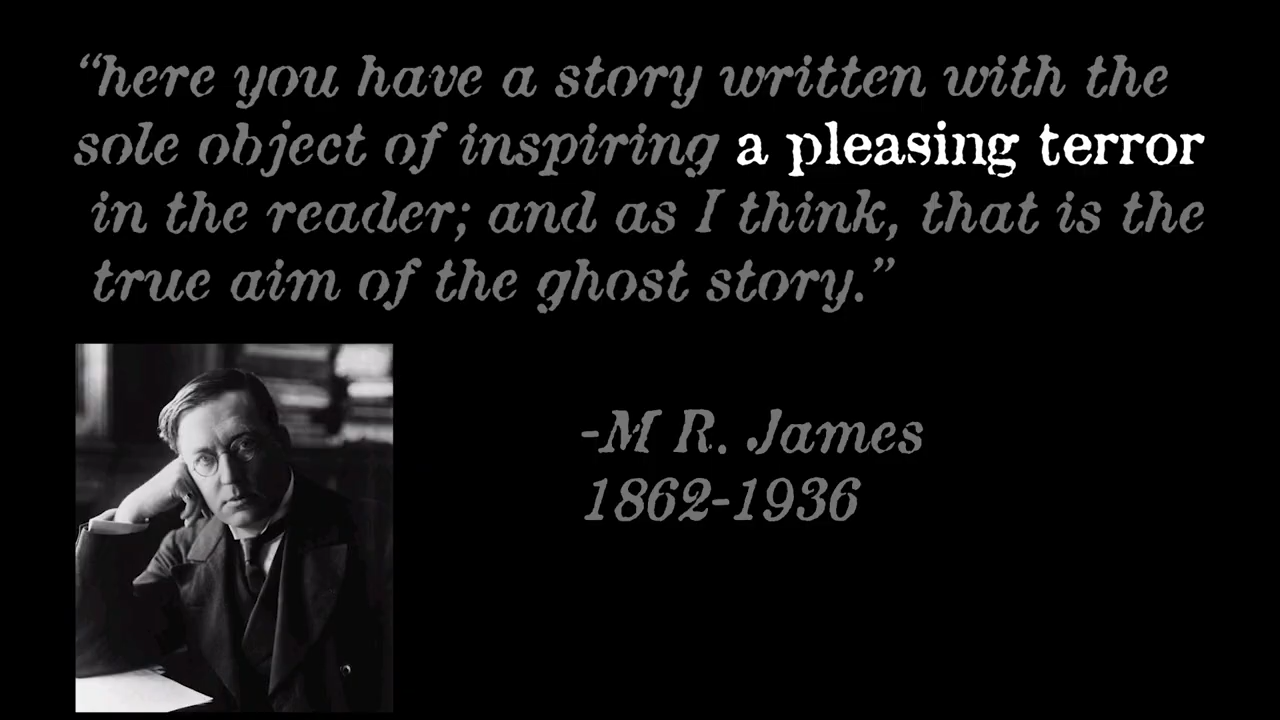 “here you have a story written with the
sole object of inspiring a pleasing terror
in the reader; and as I think, that is the
true aim of the ghost story.”
-M R. James
1862-1936